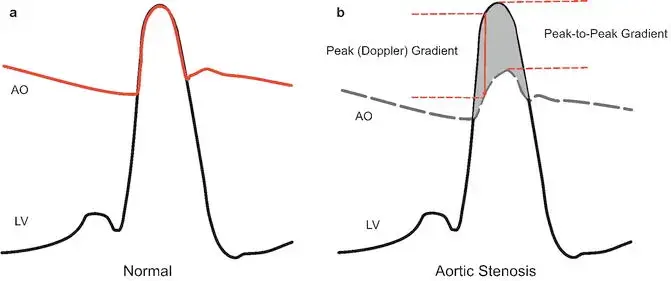 a
AO
LV
Normal
b
Peak (Doppler) Gradient
Peak-to-Peak Gradient
AO
LV
Aortic Stenosis